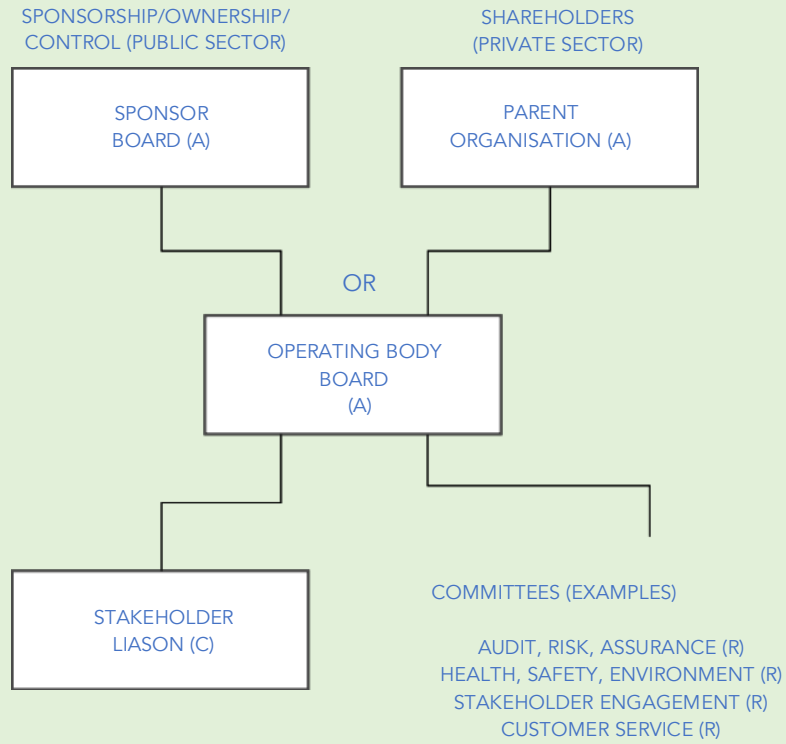 SPONSORSHIP/OWNERSHIP/
CONTROL (PUBLIC SECTOR)
SHAREHOLDERS
(PRIVATE SECTOR)
SPONSOR
BOARD (A)
PARENT
ORGANISATION (A)
OR
OPERATING BODY
BOARD
(A)
STAKEHOLDER
LIASON (C)
COMMITTEES (EXAMPLES)
AUDIT, RISK, ASSURANCE (R)
HEALTH, SAFETY, ENVIRONMENT (R)
STAKEHOLDER ENGAGEMENT (R)
CUSTOMER SERVICE (R)